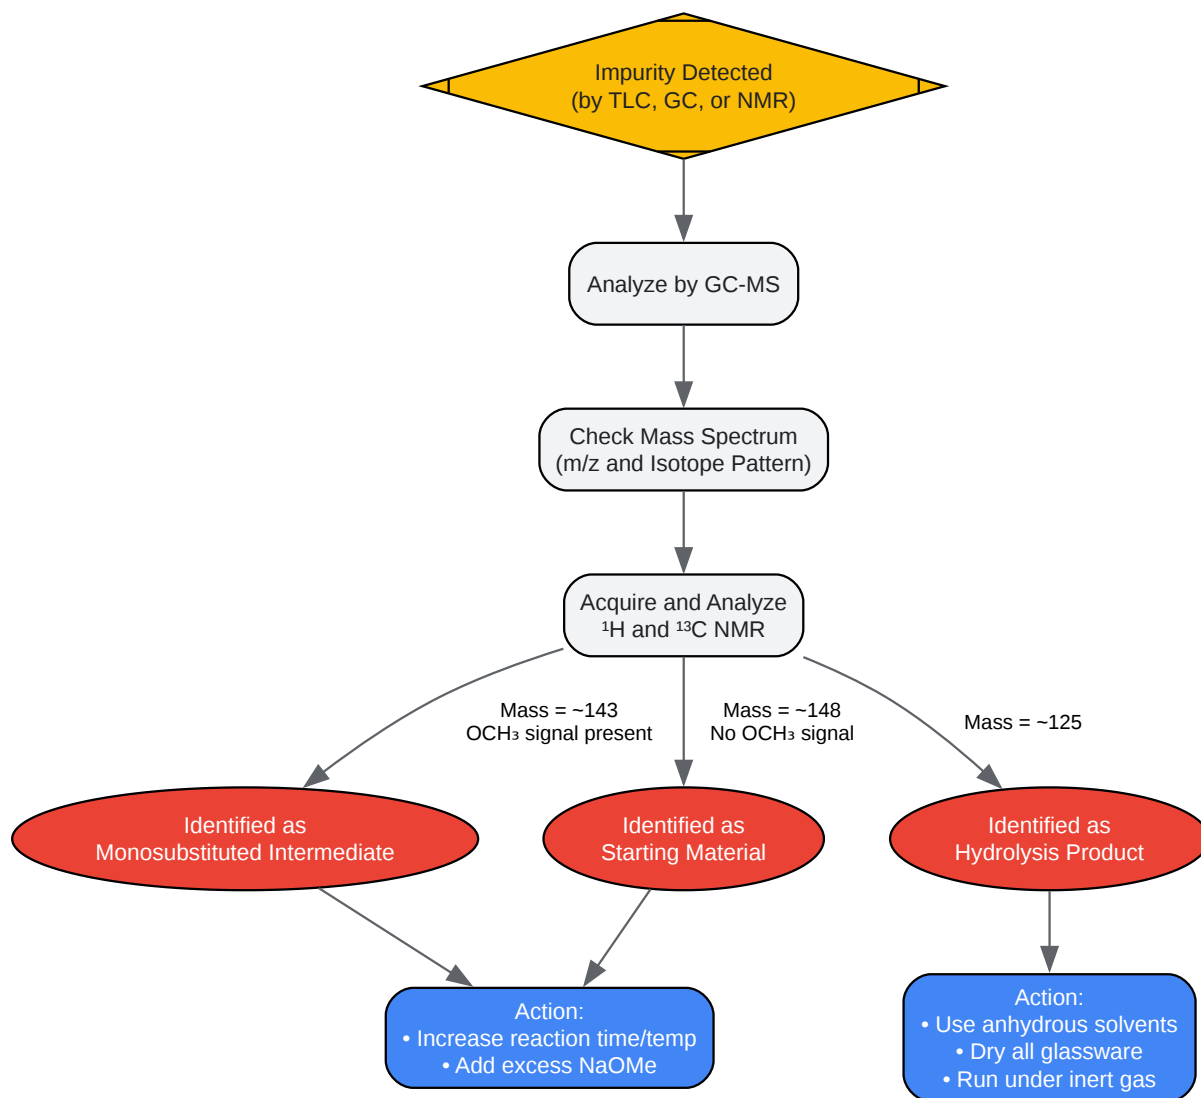 Impurity Detected
(by TLC, GC, or NMR)
Analyze by GC-MS
Check Mass Spectrum
(m/z and Isotope Pattern)
Acquire and Analyze
¹H and ¹³C NMR
Mass = ~143
OCH₃ signal present
Mass = ~148
No OCH₃ signal
Mass = ~125
Identified as
Monosubstituted Intermediate
Identified as
Starting Material
Identified as
Hydrolysis Product
Action:
• Increase reaction time/temp
• Add excess NaOMe
Action:
• Use anhydrous solvents
• Dry all glassware
• Run under inert gas